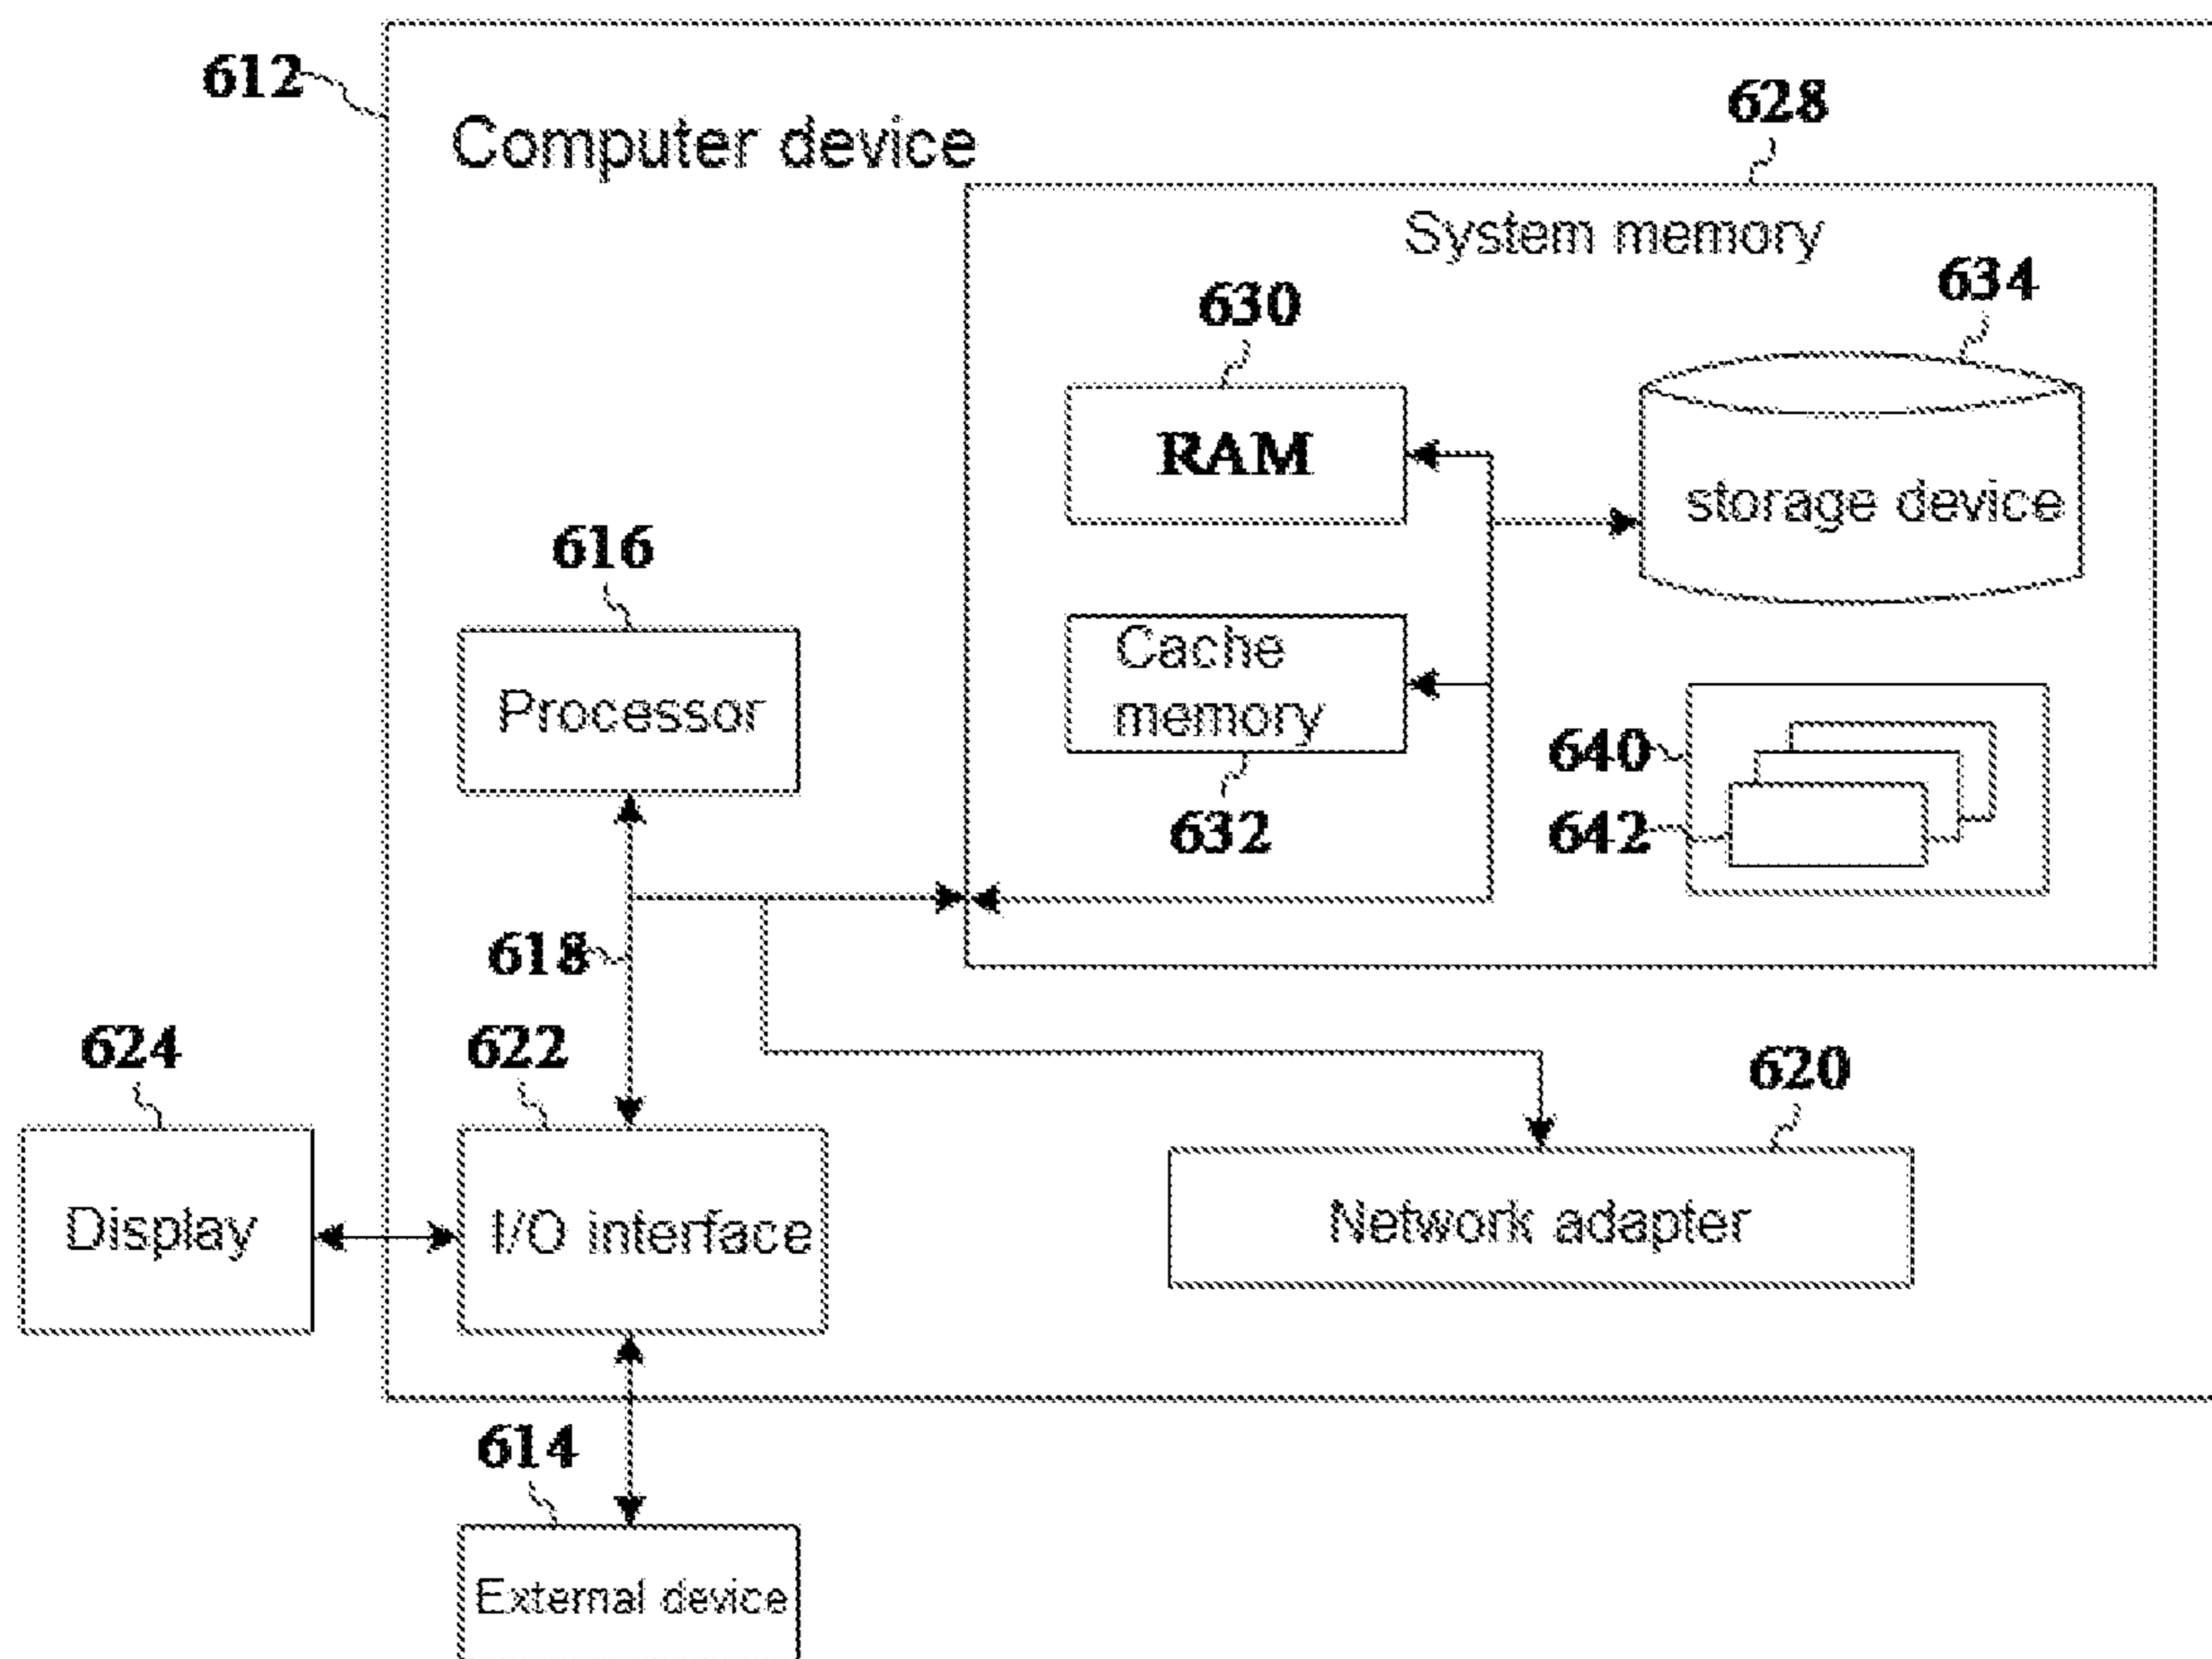 612
Computer device
628
System memory
634
630
RAM
storage device
616
Processor
Cache
memory
640
632
642
618
624
622
620
Display
I/O interface
Network adapter
614
External device